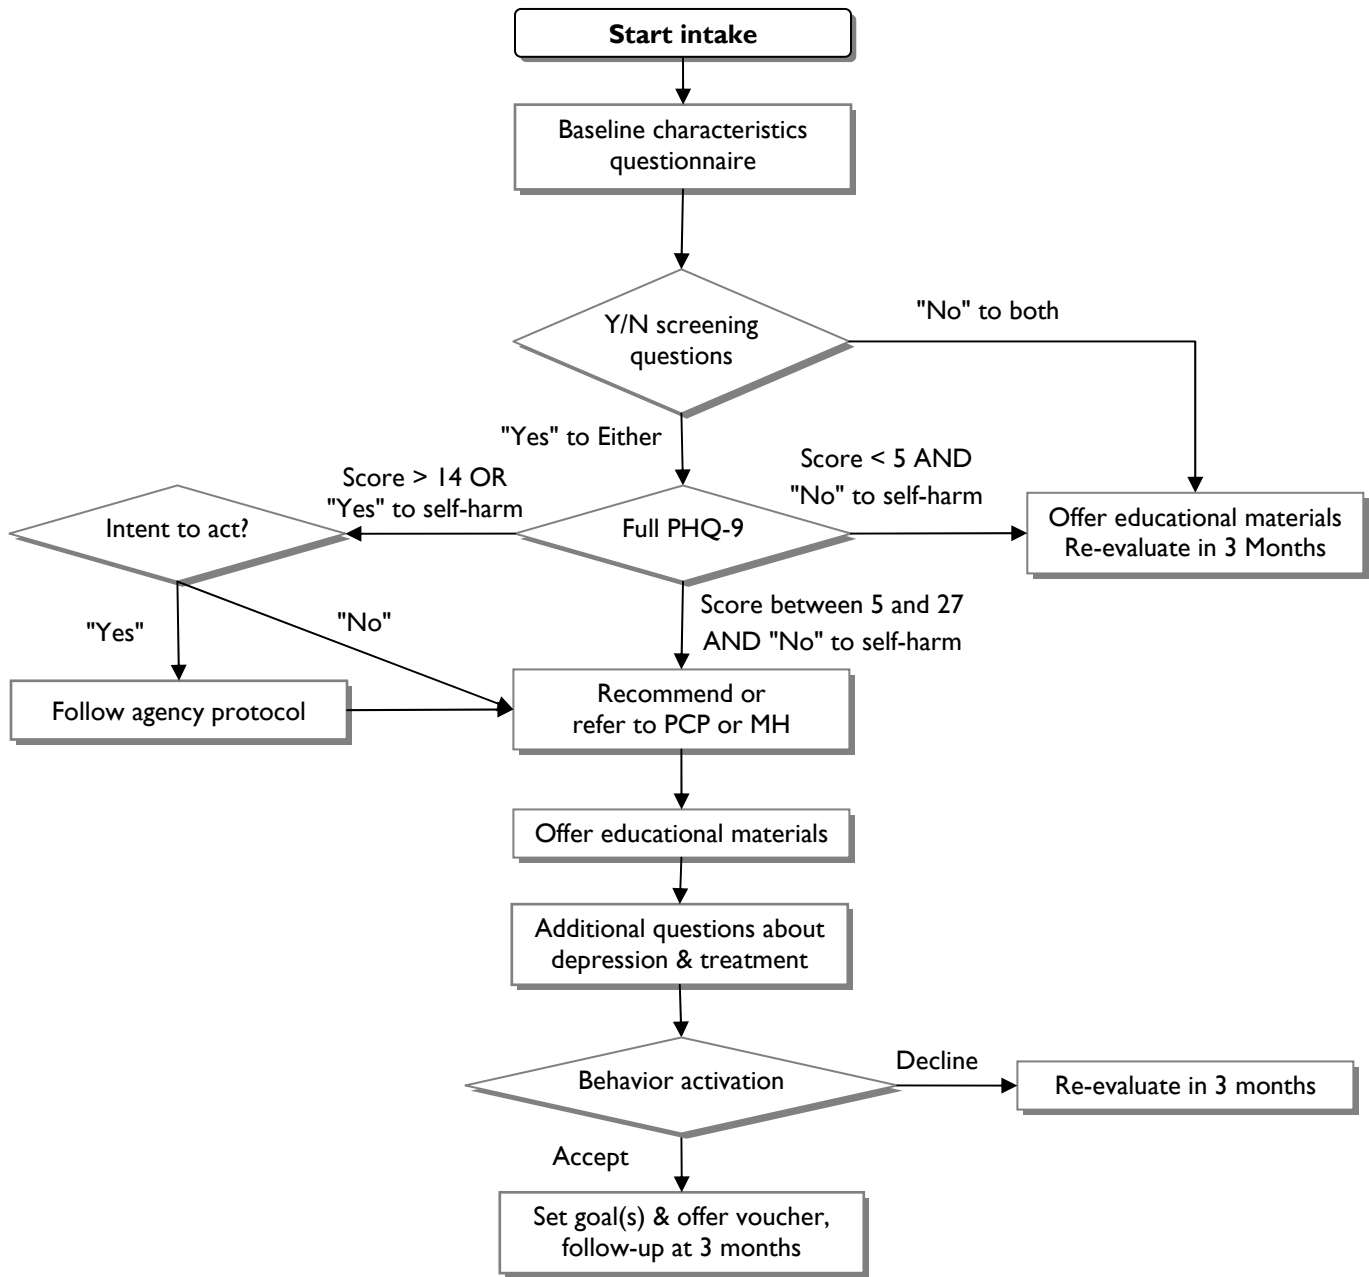 Start intake
Baseline characteristics
questionnaire
Y/N screening
questions
"No" to both
"Yes" to Either
Score > 14 OR
"Yes" to self-harm
Score < 5 AND
"No" to self-harm
Intent to act?
Full PHQ-9
Offer educational materials
Re-evaluate in 3 Months
Score between 5 and 27
AND "No" to self-harm
"Yes"
"No"
Follow agency protocol
Recommend or
refer to PCP or MH
Offer educational materials
Additional questions about
depression & treatment
Behavior activation
Decline
Re-evaluate in 3 months
Accept
Set goal(s) & offer voucher,
follow-up at 3 months